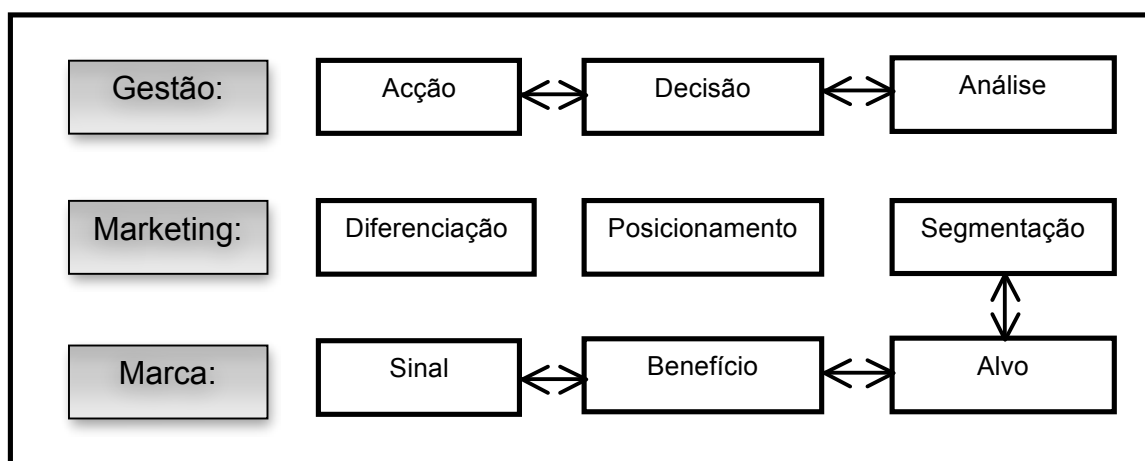 Gestão:
Acção
Decisão
Análise
Marketing:
Diferenciação
Posicionamento
Segmentação
Marca:
Sinal
Benefício
Alvo